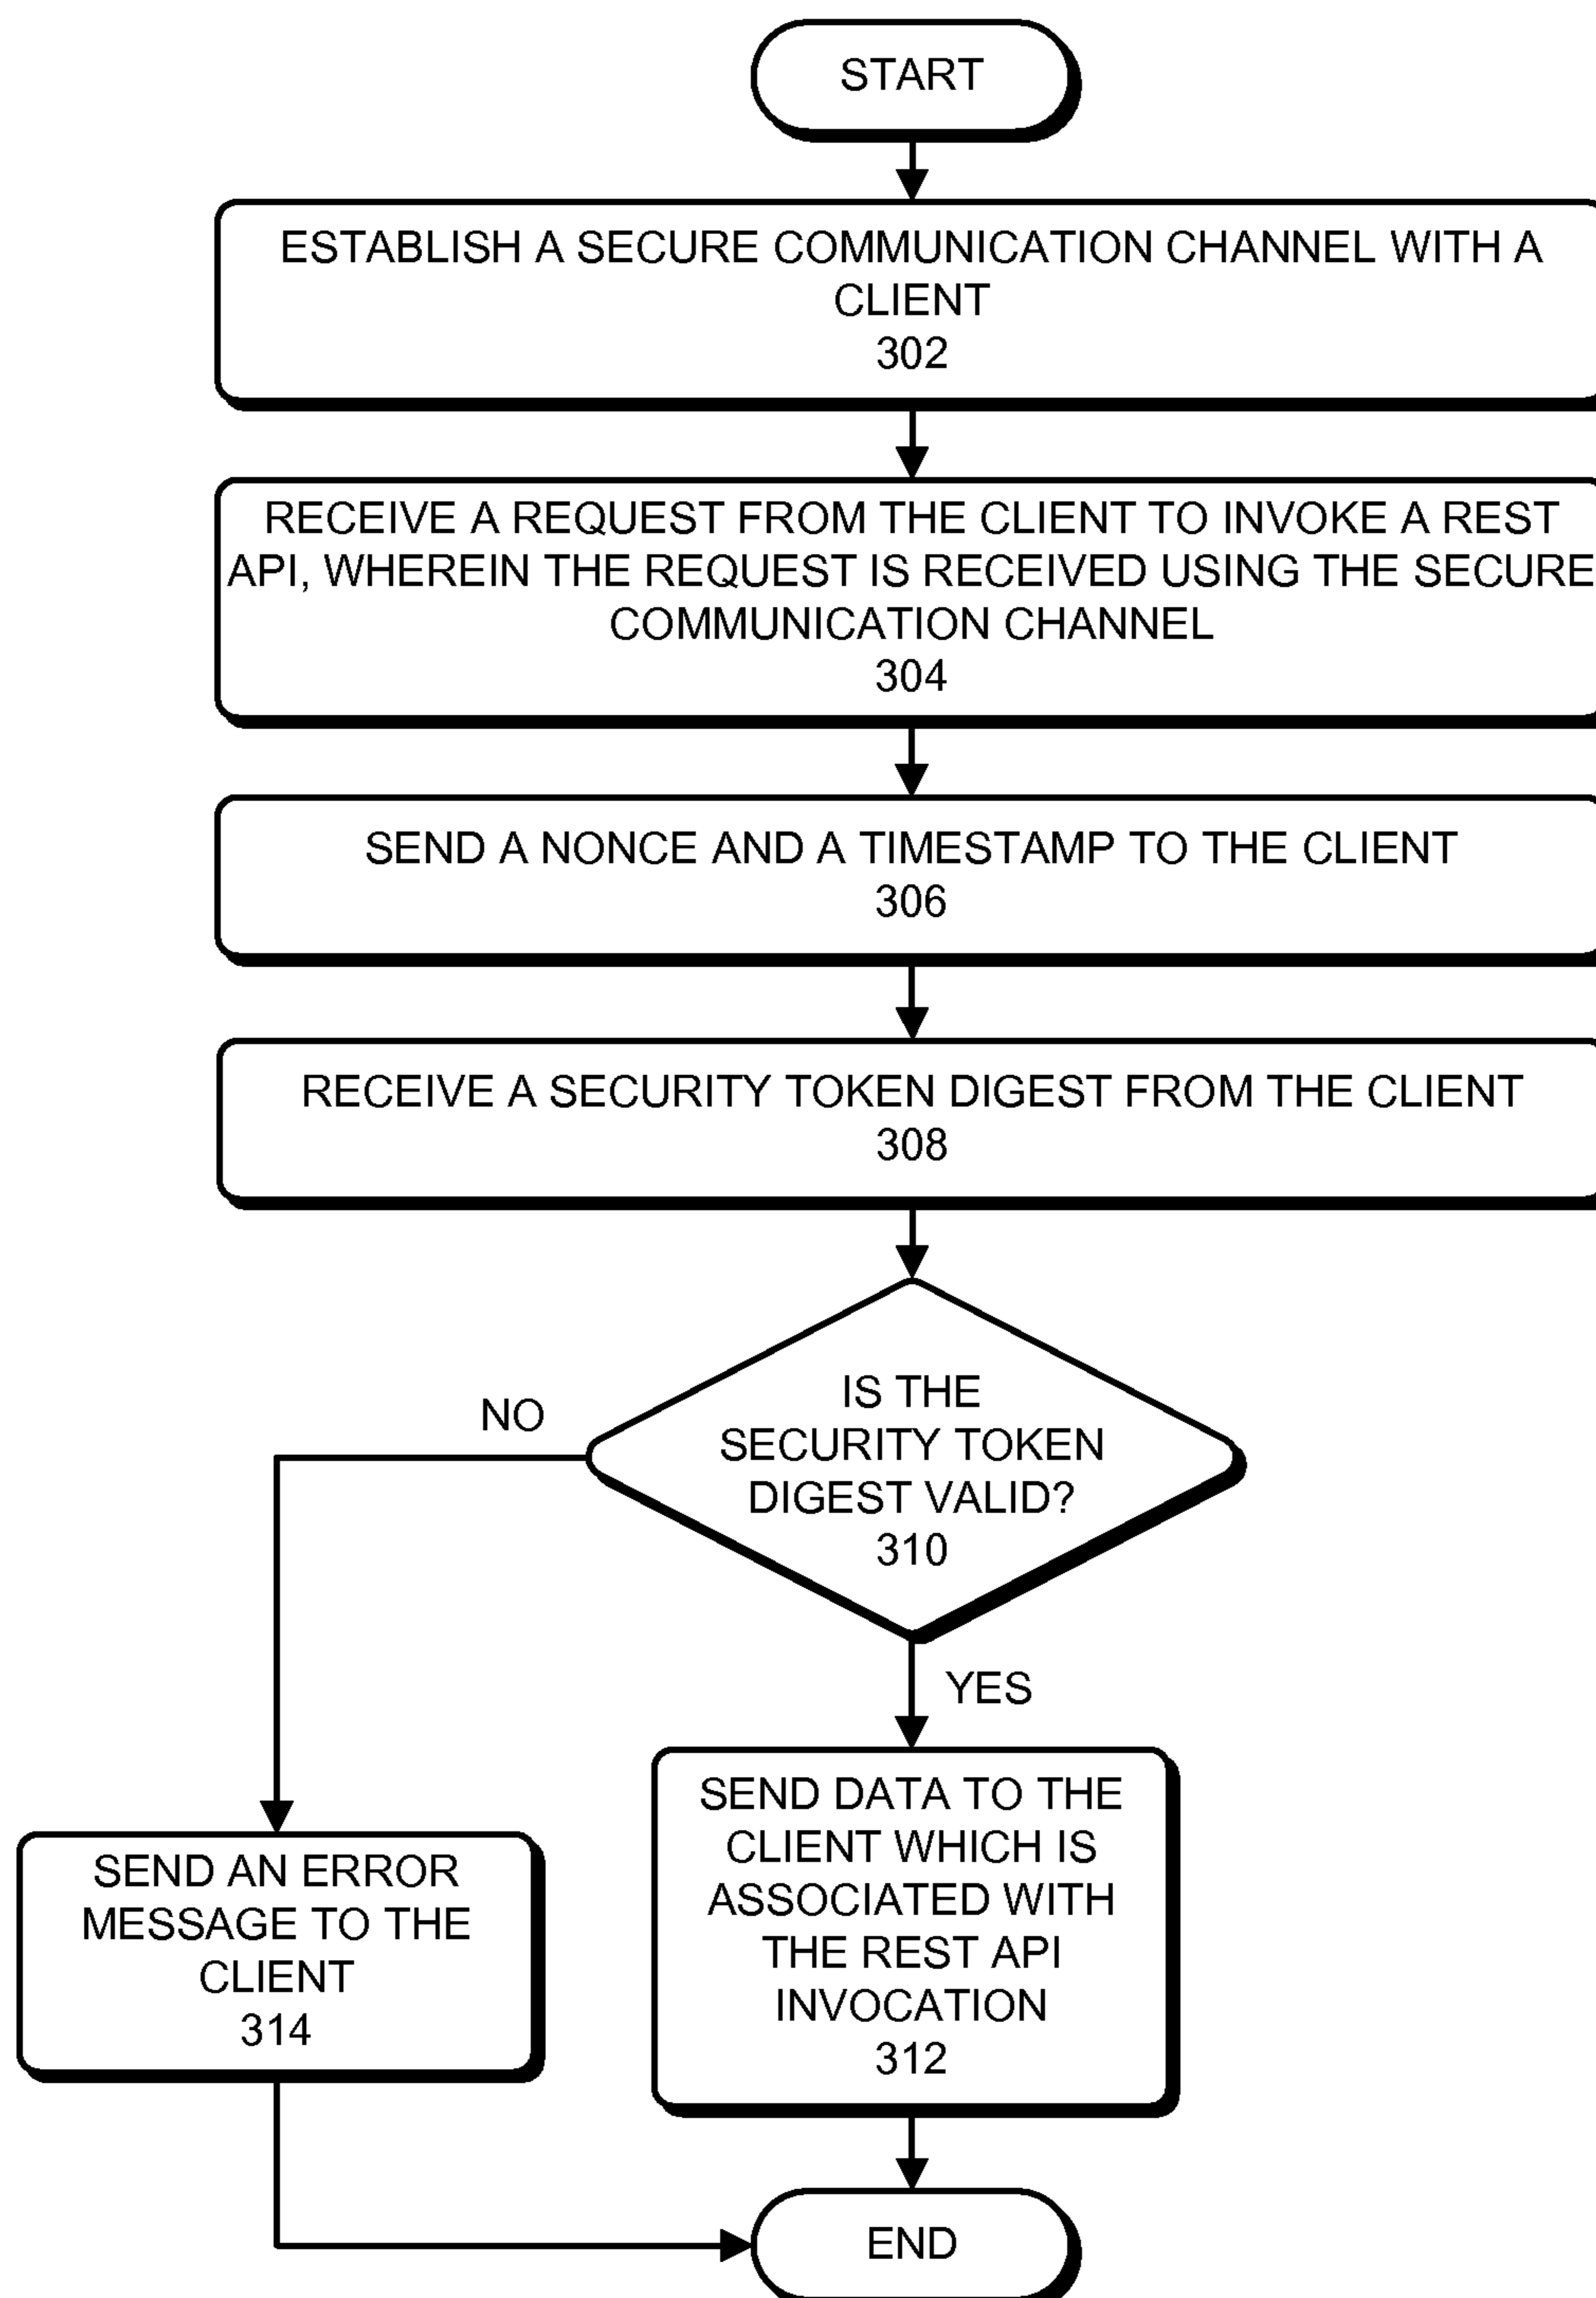 START
ESTABLISH A SECURE COMMUNICATION CHANNEL WITH A
CLIENT
302
RECEIVE A REQUEST FROM THE CLIENT TO INVOKE A REST
API, WHEREIN THE REQUEST IS RECEIVED USING THE SECURE
COMMUNICATION CHANNEL
304
SEND A NONCE AND A TIMESTAMP TO THE CLIENT
306
RECEIVE A SECURITY TOKEN DIGEST FROM THE CLIENT
308
IS THE
SECURITY TOKEN
DIGEST VALID?
310
NO
YES
SEND DATA TO THE
CLIENT WHICH IS
ASSOCIATED WITH
THE REST API
INVOCATION
312
SEND AN ERROR
MESSAGE TO THE
CLIENT
314
END